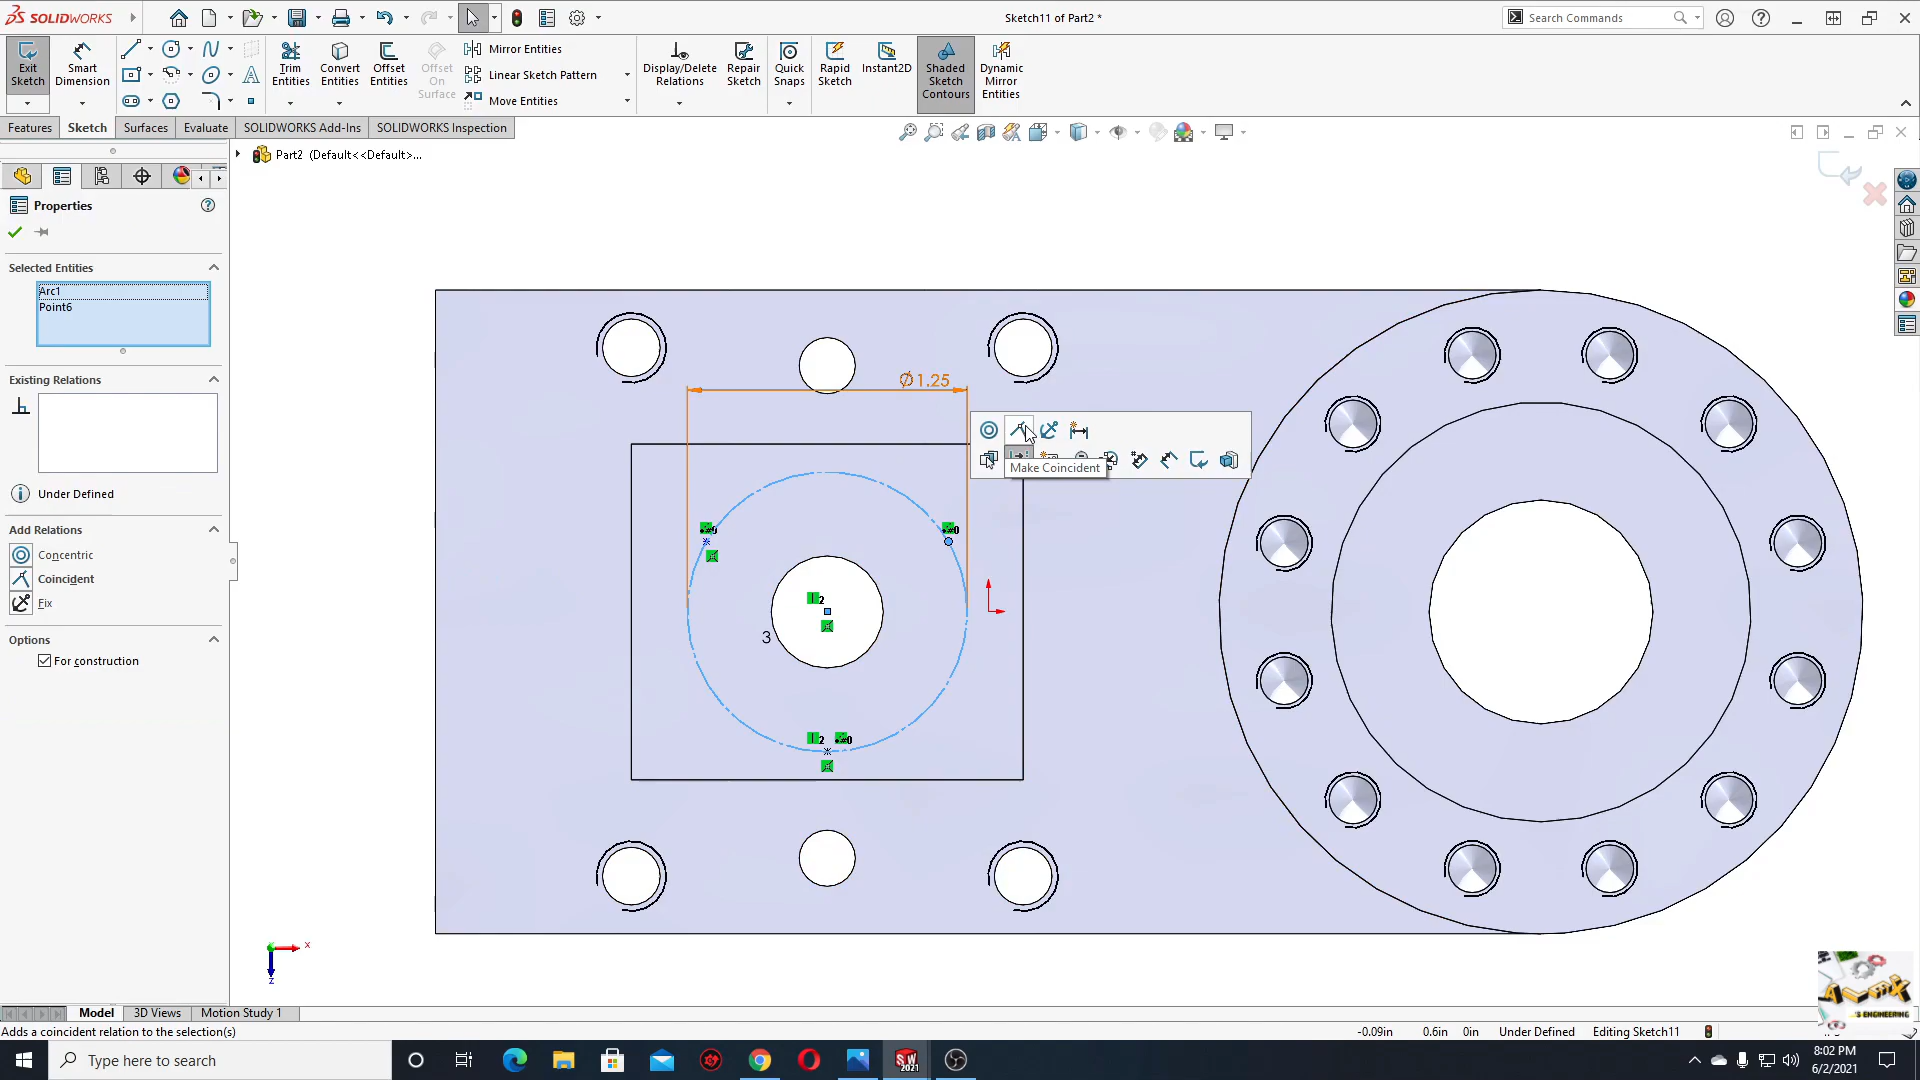 SOLIDWORKS
Sketch11 of Part2 *
Search Commands
Exit Sketch
Smart Dimension
Trim Entities
Convert Entities
Offset Entities
Offset On Surface
Mirror Entities
Linear Sketch Pattern
Move Entities
Display/Delete Relations
Repair Sketch
Quick Snaps
Rapid Sketch
Instant2D
Shaded Sketch Contours
Dynamic Mirror Entities
Features
Sketch
Surfaces
Evaluate
SOLIDWORKS Add-Ins
SOLIDWORKS Inspection
Part2 (Default<<Default>...
Properties
Selected Entities
Arc1
Point6
Existing Relations
Under Defined
Add Relations
Concentric
Coincident
Fix
Options
For construction
Ø1.25
Make Coincident
2
3
2
x
z
Model
3D Views
Motion Study 1
Adds a coincident relation to the selection(s)
-0.09in
0.6in
0in
Under Defined
Editing Sketch11
'S ENGINEERING
Type here to search
SW
2021
8:02 PM
6/2/2021